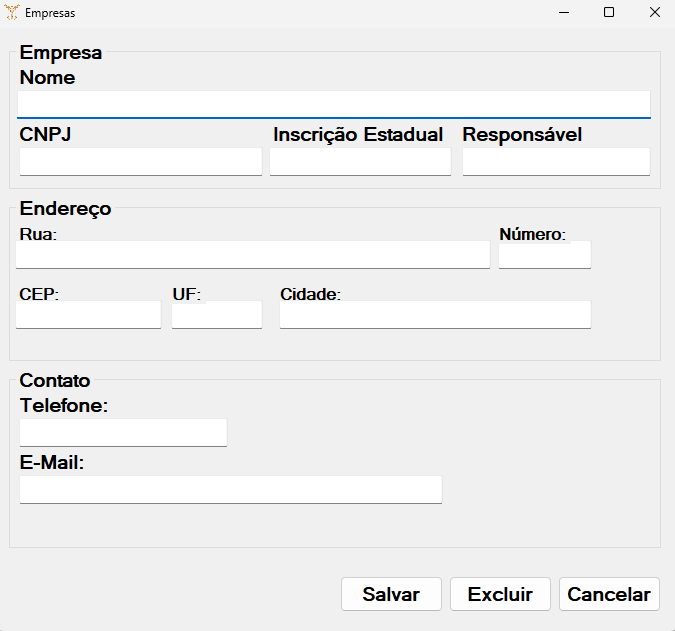 Empresas
Empresa
Nome
CNPJ Inscrição Estadual Responsável
Endereço
Rua: Número:
CEP: UF: Cidade:
Contato
Telefone:
E-Mail:
Salvar Excluir Cancelar